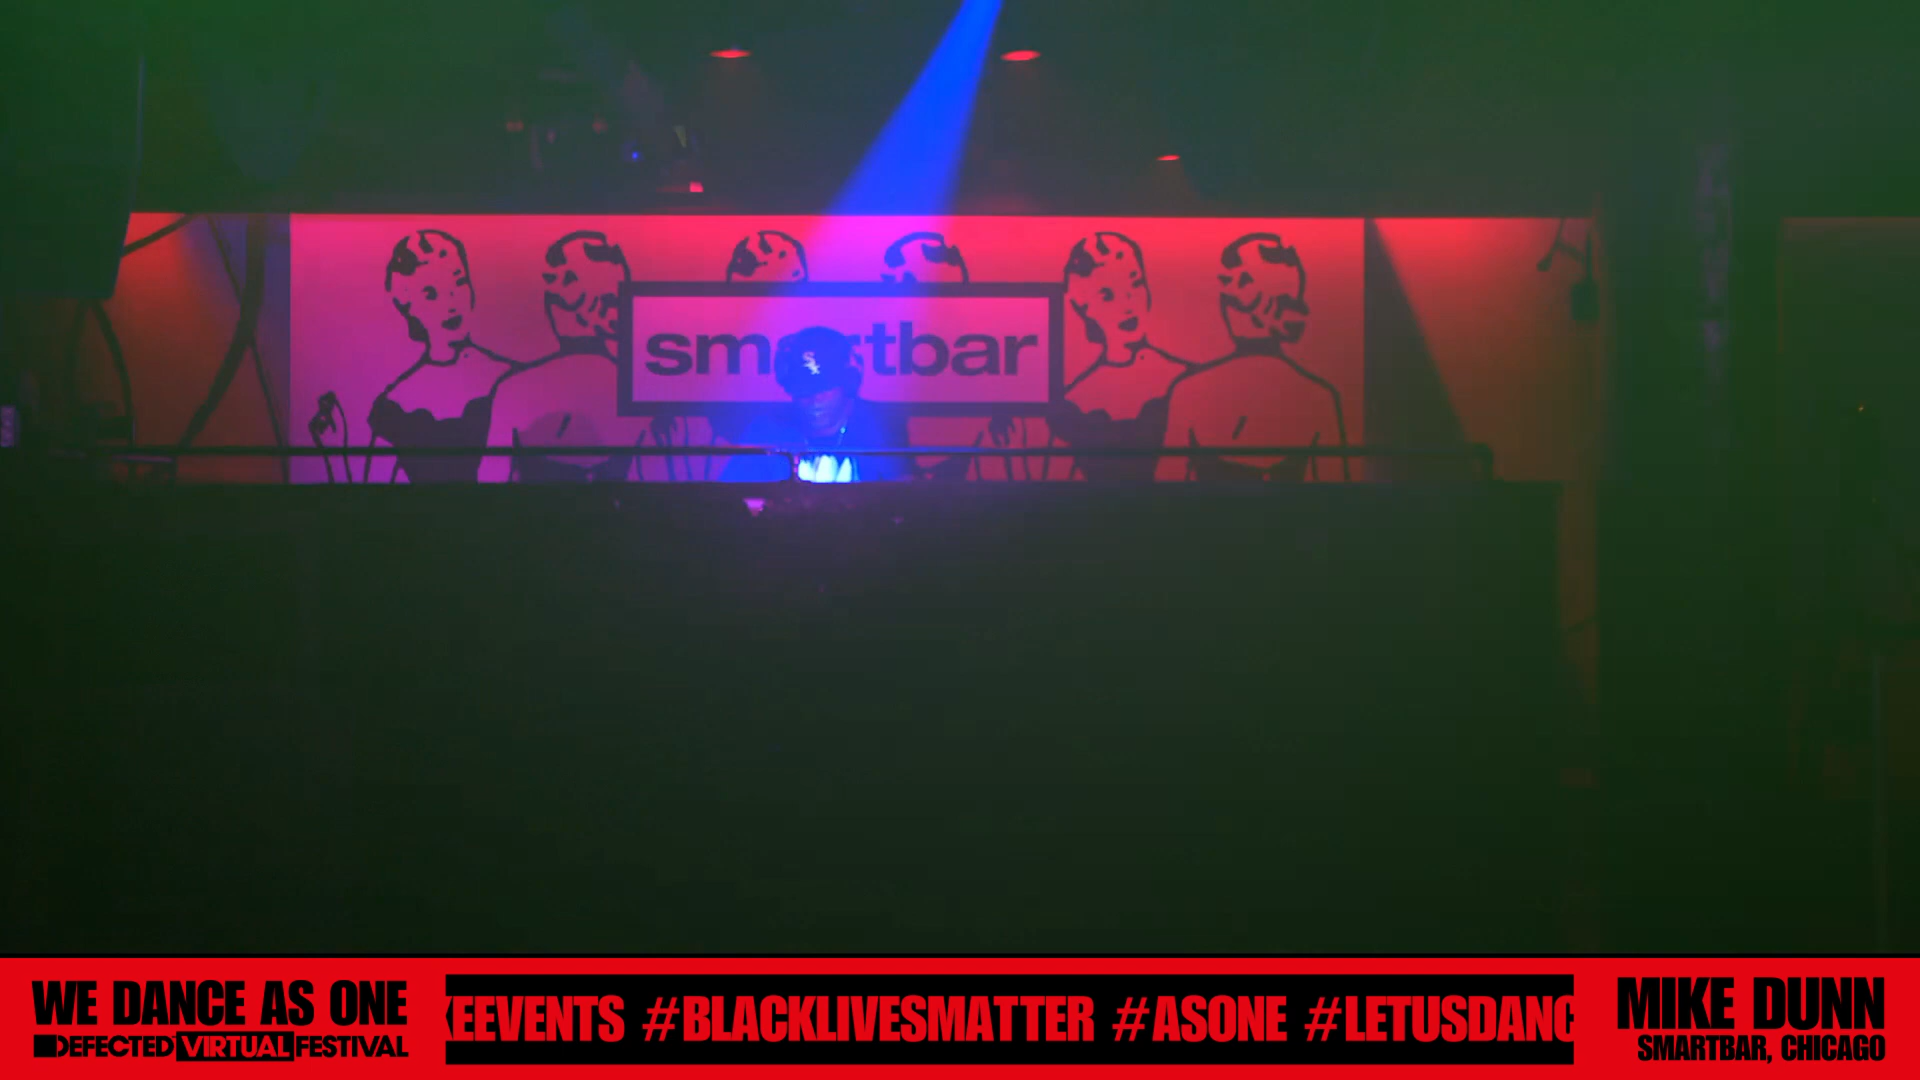 smartbar
WE DANCE AS ONE
DEFECTED VIRTUAL FESTIVAL
EEVENTS #BLACKLIVESMATTER #ASONE #LETUSDANC
MIKE DUNN
SMARTBAR, CHICAGO